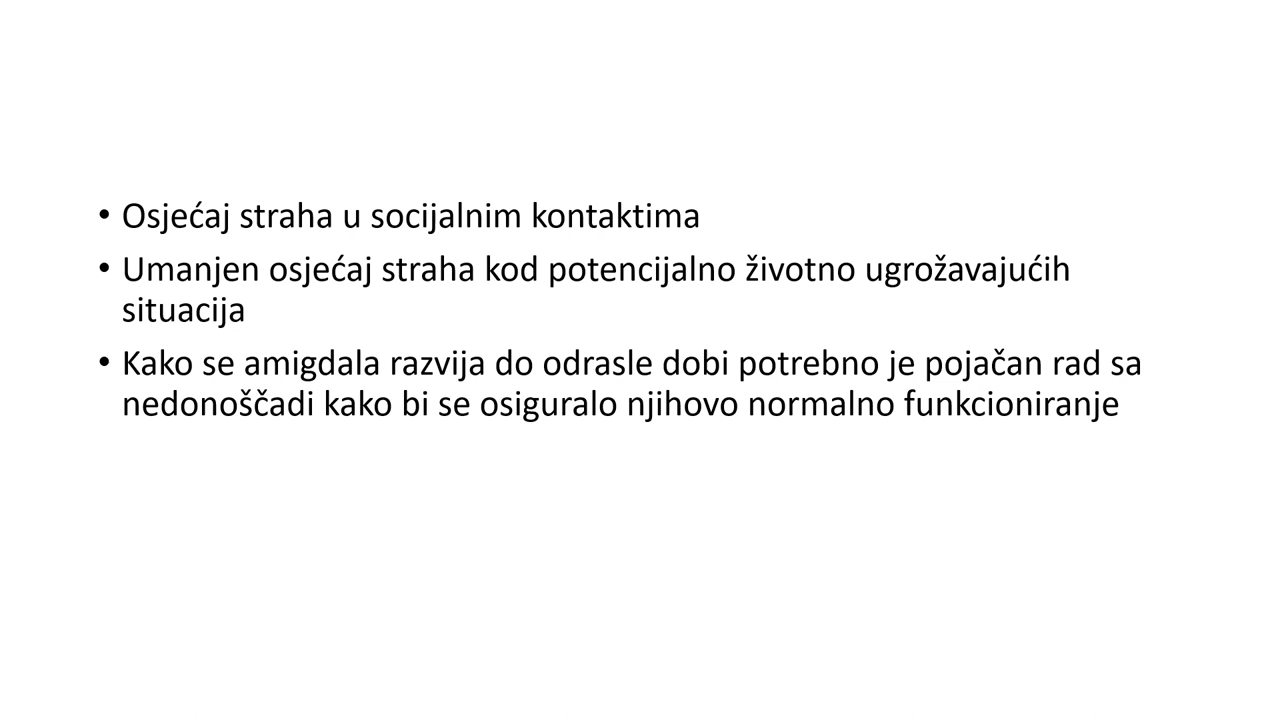 • Osjećaj straha u socijalnim kontaktima
• Umanjen osjećaj straha kod potencijalno životno ugrožavajućih
situacija
• Kako se amigdala razvija do odrasle dobi potrebno je pojačan rad sa
nedonoščadi kako bi se osiguralo njihovo normalno funkcioniranje